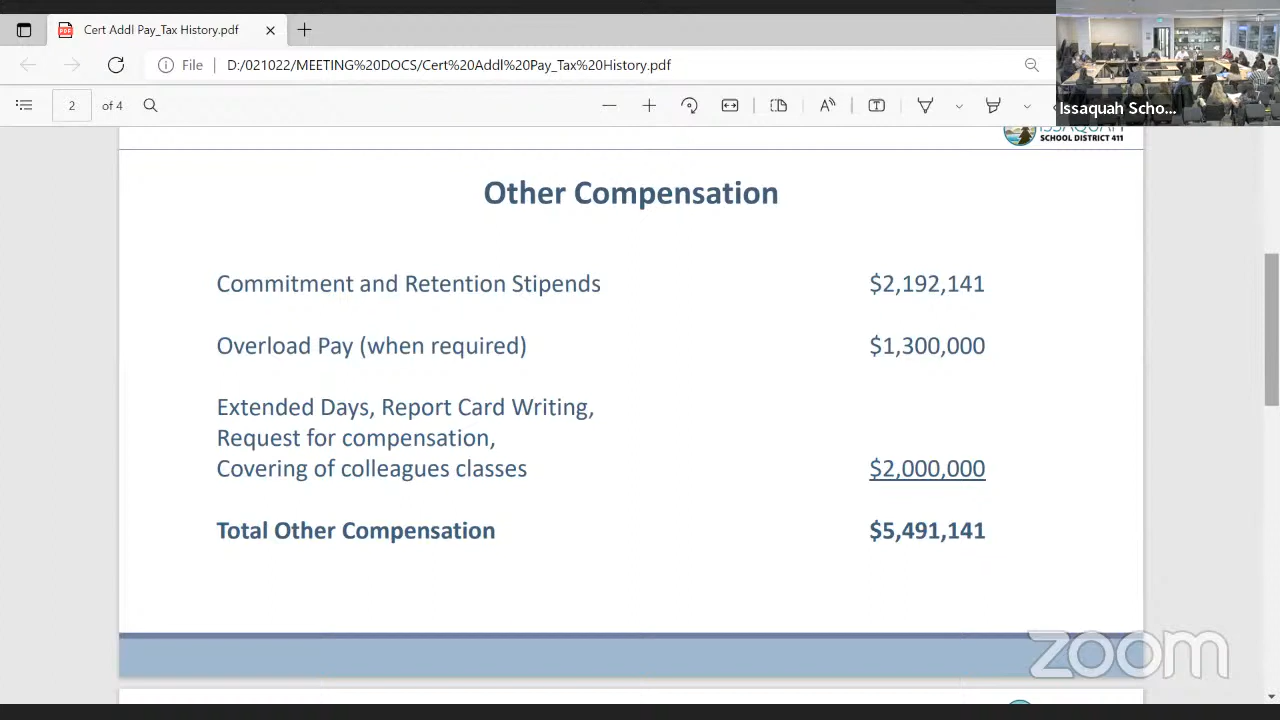 Cert Addl Pay_Tax History.pdf
File
D:/021022/MEETING%20DOCS/Cert%20Addl%20Pay_Tax%20History.pdf
2 of 4
Issaquah Scho...
ISSAQUAH
SCHOOL DISTRICT 411
Other Compensation
Commitment and Retention Stipends $2,192,141
Overload Pay (when required) $1,300,000
Extended Days, Report Card Writing,
Request for compensation,
Covering of colleagues classes $2,000,000
Total Other Compensation $5,491,141
zoom